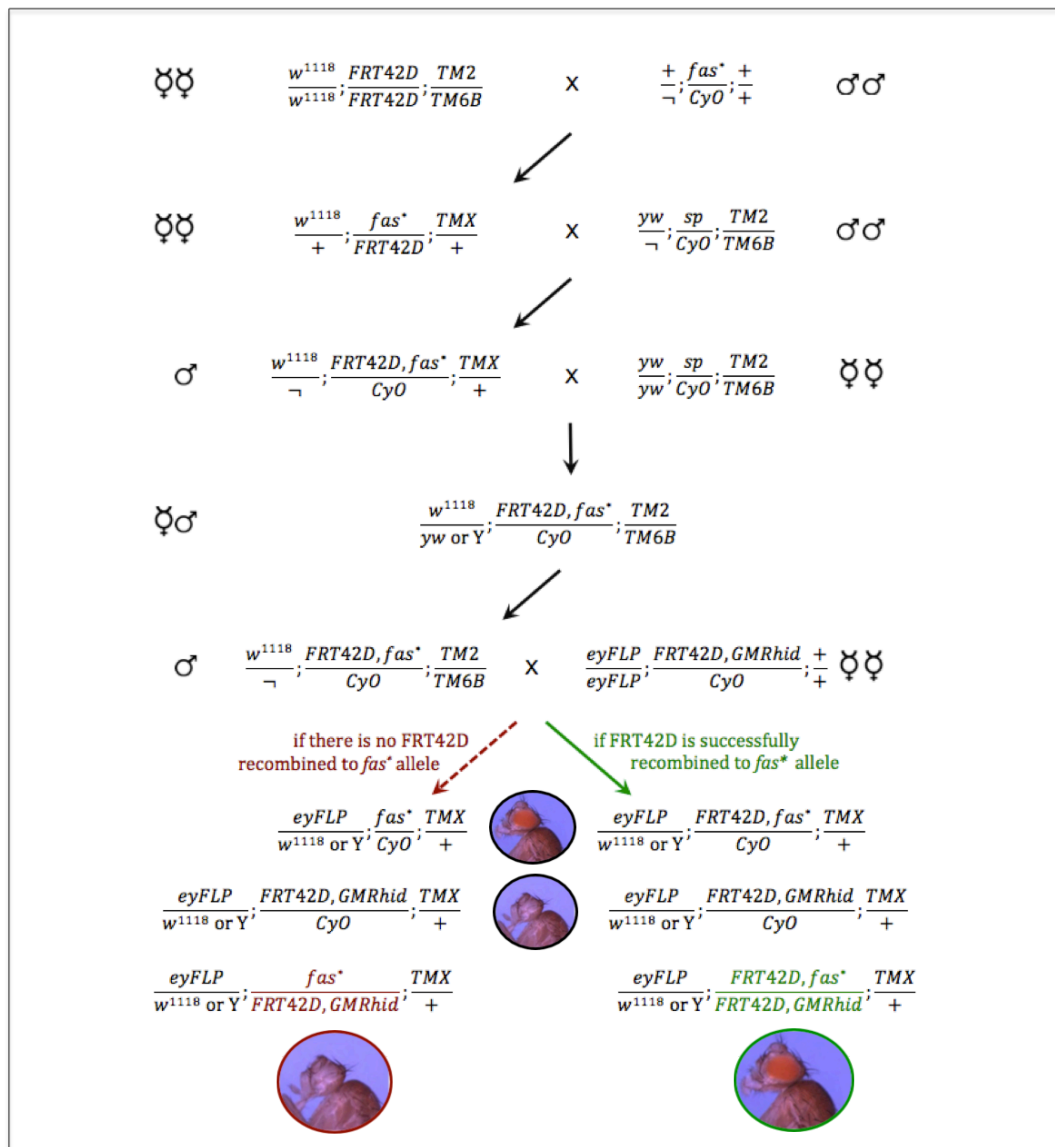 ☿☿ w¹¹¹⁸/w¹¹¹⁸; FRT42D/FRT42D; TM2/TM6B x +/¬; fas*/CyO; +/+ ♂♂
☿☿ w¹¹¹⁸/+; fas*/FRT42D; TMX/+ x yw/¬; sp/CyO; TM2/TM6B ♂♂
♂ w¹¹¹⁸/¬; FRT42D, fas*/CyO; TMX/+ x yw/yw; sp/CyO; TM2/TM6B ☿☿
☿♂ w¹¹¹⁸/yw or Y; FRT42D, fas*/CyO; TM2/TM6B
♂ w¹¹¹⁸/¬; FRT42D, fas*/CyO; TM2/TM6B x eyFLP/eyFLP; FRT42D, GMRhid/CyO; +/+ ☿☿
if there is no FRT42D
recombined to fas* allele
if FRT42D is successfully
recombined to fas* allele
eyFLP/w¹¹¹⁸ or Y; fas*/CyO; TMX/+
eyFLP/w¹¹¹⁸ or Y; FRT42D, fas*/CyO; TMX/+
eyFLP/w¹¹¹⁸ or Y; FRT42D, GMRhid/CyO; TMX/+
eyFLP/w¹¹¹⁸ or Y; FRT42D, GMRhid/CyO; TMX/+
eyFLP/w¹¹¹⁸ or Y; fas*/FRT42D, GMRhid; TMX/+
eyFLP/w¹¹¹⁸ or Y; FRT42D, fas*/FRT42D, GMRhid; TMX/+